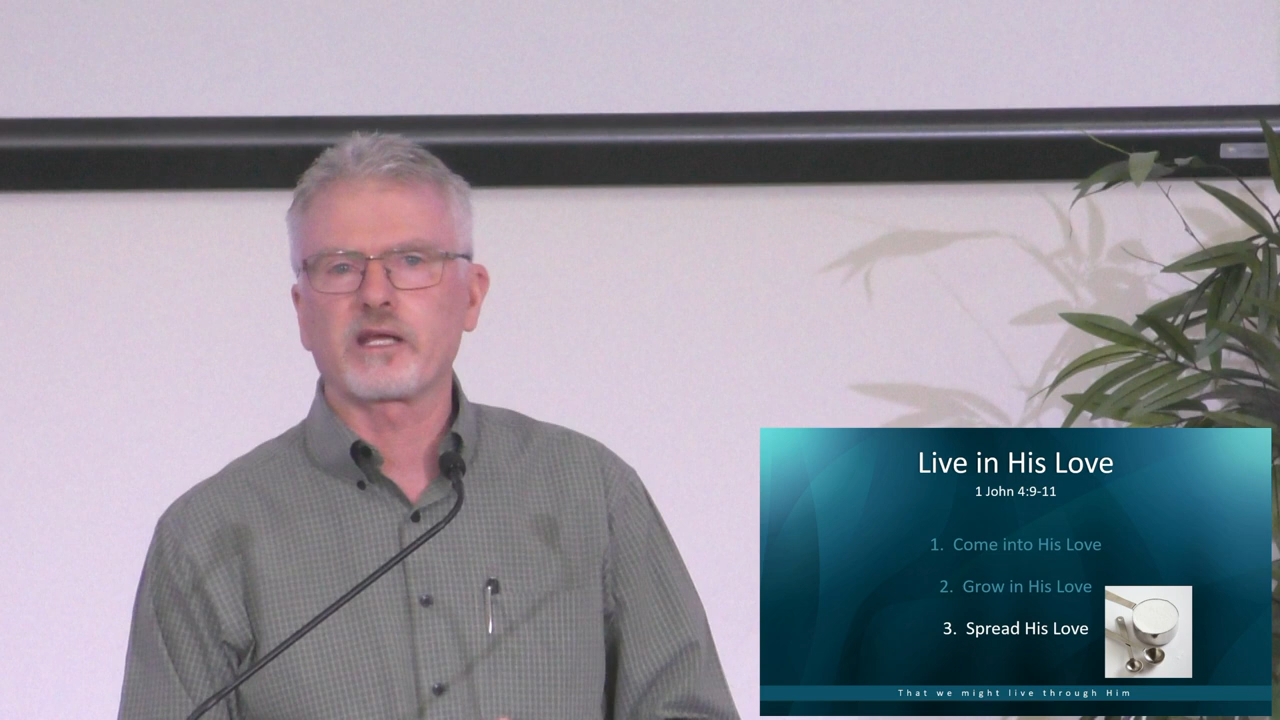 Live in His Love
1 John 4:9-11
1. Come into His Love
2. Grow in His Love
3. Spread His Love
That we might live through Him